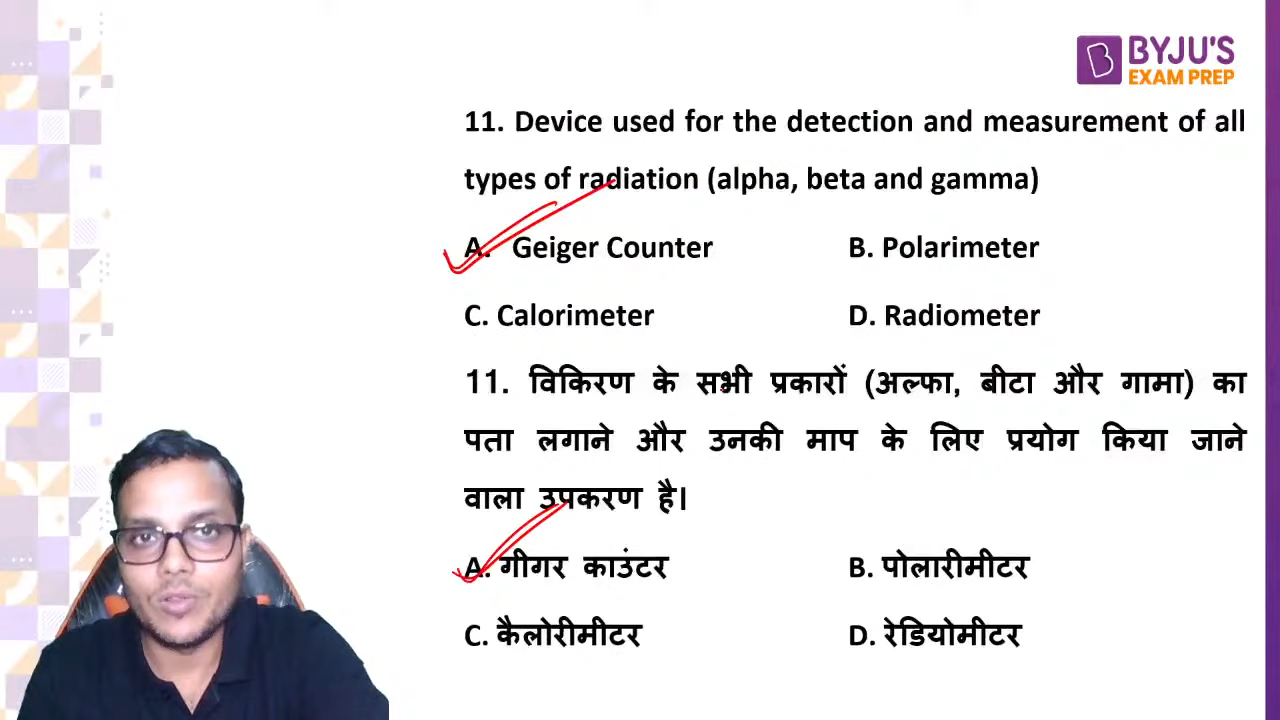 BYJU'S
EXAM PREP
11. Device used for the detection and measurement of all
types of radiation (alpha, beta and gamma)
A. Geiger Counter B. Polarimeter
C. Calorimeter D. Radiometer
11. विकिरण के सभी प्रकारों (अल्फा, बीटा और गामा) का
पता लगाने और उनकी माप के लिए प्रयोग किया जाने
वाला उपकरण है।
A. गीगर काउंटर B. पोलारीमीटर
C. कैलोरीमीटर D. रेडियोमीटर